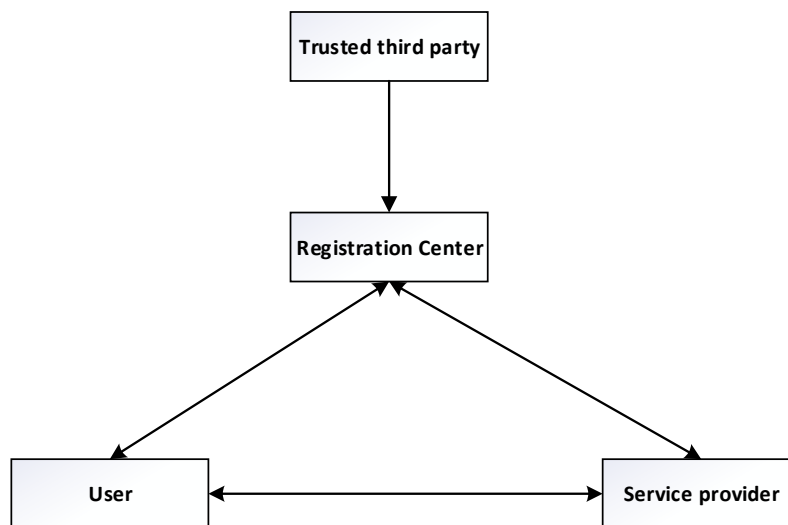 Trusted third party
Registration Center
User
Service provider